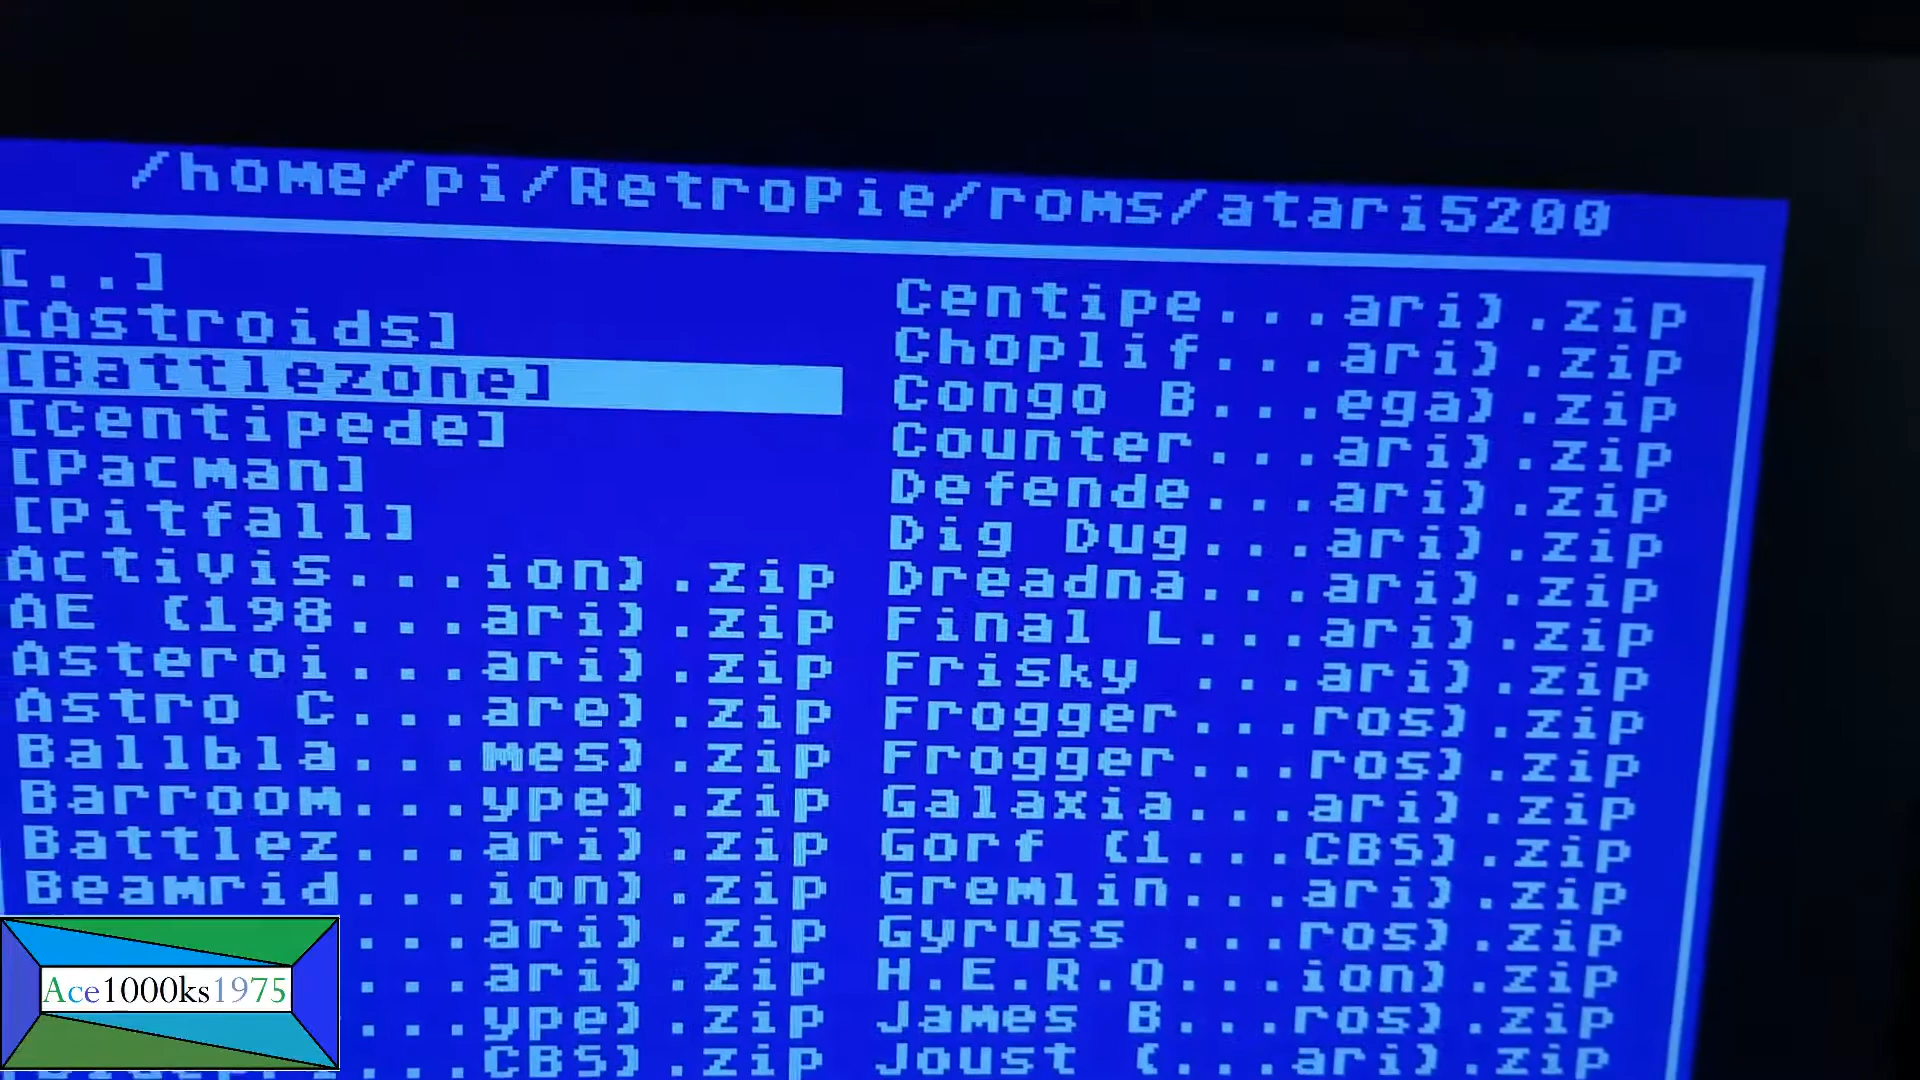 /home/pi/RetroPie/roms/atari5200
[..]
[Astroids]
[Battlezone]
[Centipede]
[Pacman]
[Pitfall]
Activis...ion).zip
AE (198...ari).zip
Asteroi...ari).zip
Astro C...are).zip
Ballbla...mes).zip
Barroom...ype).zip
Battlez...ari).zip
Beamrid...ion).zip
...ari).zip
...ari).zip
...ype).zip
...CBS).zip
Centipe...ari).zip
Choplif...ari).zip
Congo B...ega).zip
Counter...ari).zip
Defende...ari).zip
Dig Dug...ari).zip
Dreadna...ari).zip
Final L...ari).zip
Frisky ...ari).zip
Frogger...ros).zip
Frogger...ros).zip
Galaxia...ari).zip
Gorf (1...CBS).zip
Gremlin...ari).zip
Gyruss ...ros).zip
H.E.R.O...ion).zip
James B...ros).zip
Joust (...ari).zip
Ace1000ks1975